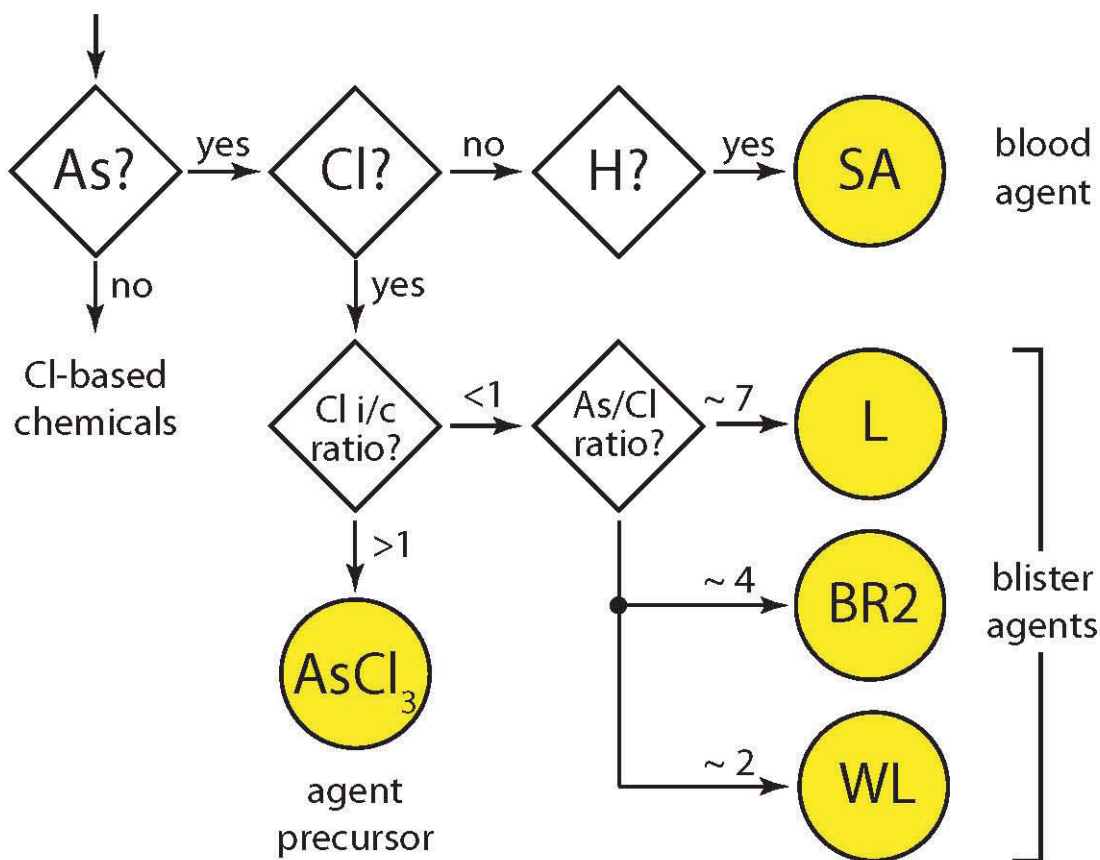 As?
yes
Cl?
no
H?
yes
SA
blood
agent
no
yes
Cl-based
chemicals
Cl i/c
ratio?
<1
As/Cl
ratio?
~ 7
L
>1
~ 4
BR2
blister
agents
AsCl₃
~ 2
WL
agent
precursor